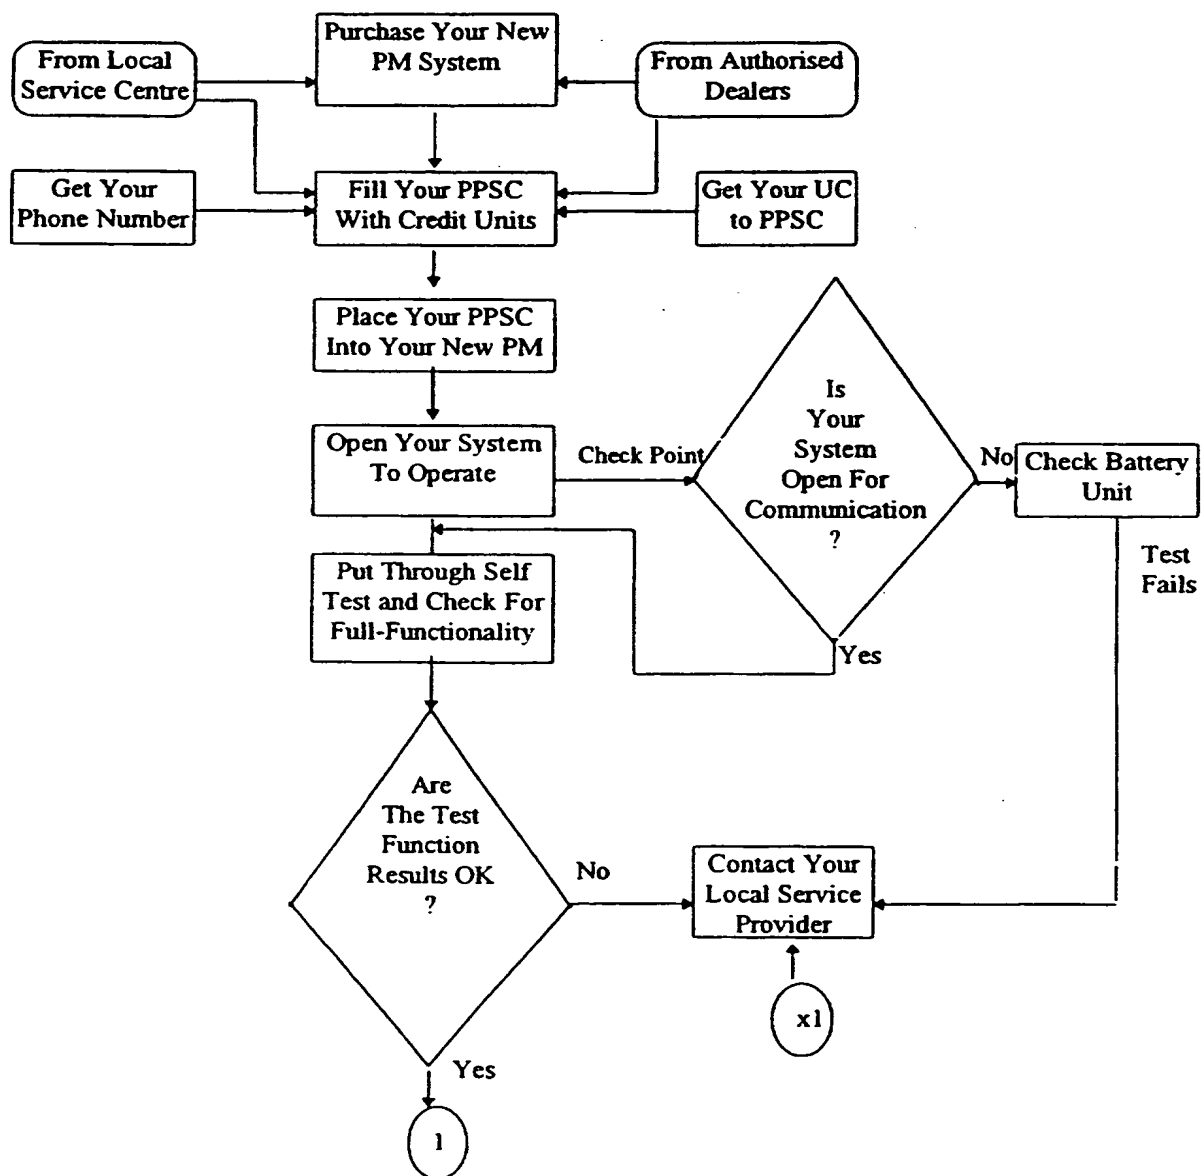 Purchase Your New
PM System
From Local
Service Centre
From Authorised
Dealers
Get Your
Phone Number
Fill Your PPSC
With Credit Units
Get Your UC
to PPSC
Place Your PPSC
Into Your New PM
Open Your System
To Operate
Check Point
Is
Your
System
Open For
Communication
?
No
Check Battery
Unit
Test
Fails
Yes
Put Through Self
Test and Check For
Full-Functionality
Are
The Test
Function
Results OK
?
No
Contact Your
Local Service
Provider
x1
Yes
1